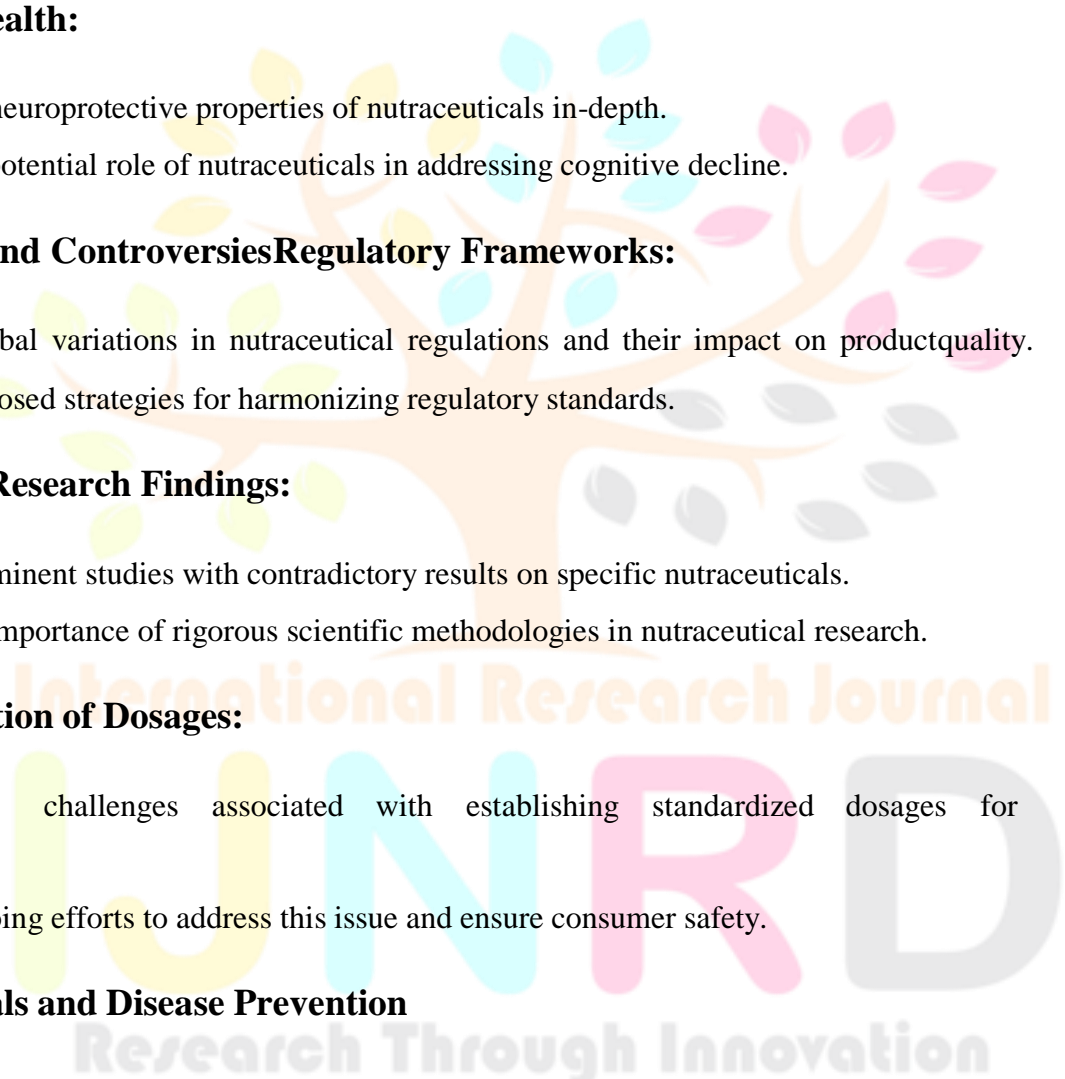 ealth:
neuroprotective properties of nutraceuticals in-depth.
potential role of nutraceuticals in addressing cognitive decline.
nd ControversiesRegulatory Frameworks:
bal variations in nutraceutical regulations and their impact on productquality.
osed strategies for harmonizing regulatory standards.
Research Findings:
minent studies with contradictory results on specific nutraceuticals.
importance of rigorous scientific methodologies in nutraceutical research.
International Research Journal
tion of Dosages:
challenges associated with establishing standardized dosages for
ping efforts to address this issue and ensure consumer safety.
IJNRD
als and Disease Prevention
Research Through Innovation